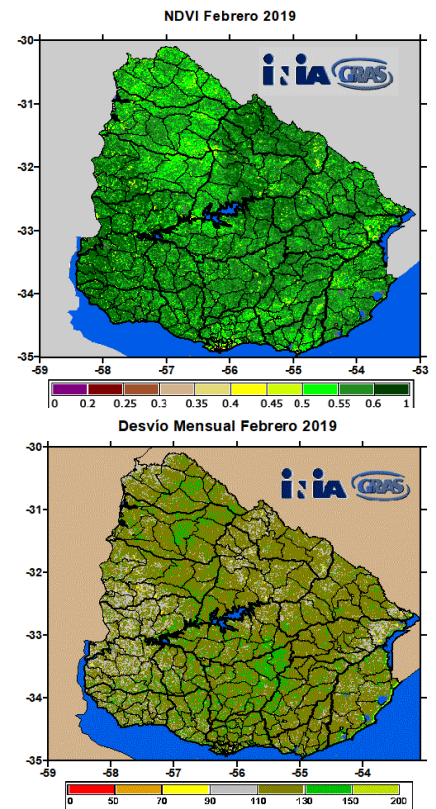 NDVI Febrero 2019
-30
iNiA GRAS
-31
-32
-33
-34
-35
-59 -58 -57 -56 -55 -54 -53
0 0.2 0.25 0.3 0.35 0.4 0.45 0.5 0.55 0.6 1
Desvío Mensual Febrero 2019
-30
iNiA GRAS
-31
-32
-33
-34
-35
-59 -58 -57 -56 -55 -54
0 50 70 90 110 130 150 200